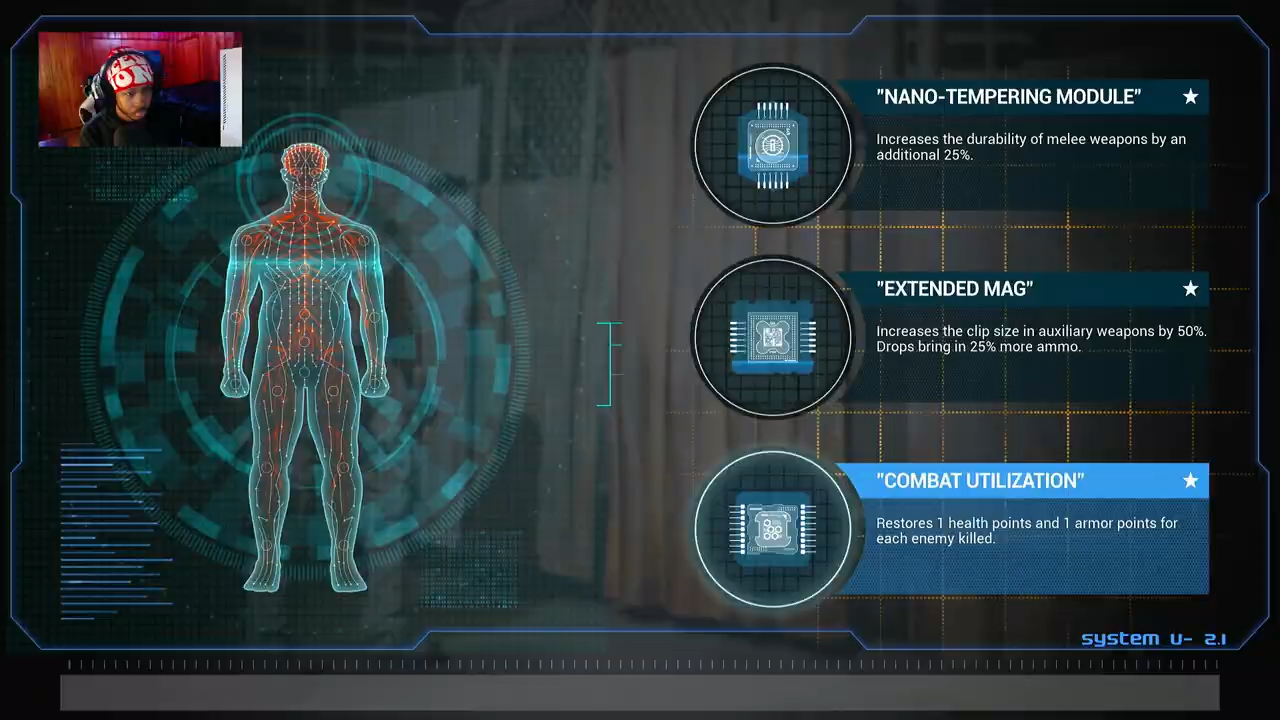 "NANO-TEMPERING MODULE"
Increases the durability of melee weapons by an
additional 25%.
"EXTENDED MAG"
Increases the clip size in auxiliary weapons by 50%.
Drops bring in 25% more ammo.
"COMBAT UTILIZATION"
Restores 1 health points and 1 armor points for
each enemy killed.
system U- 2.1